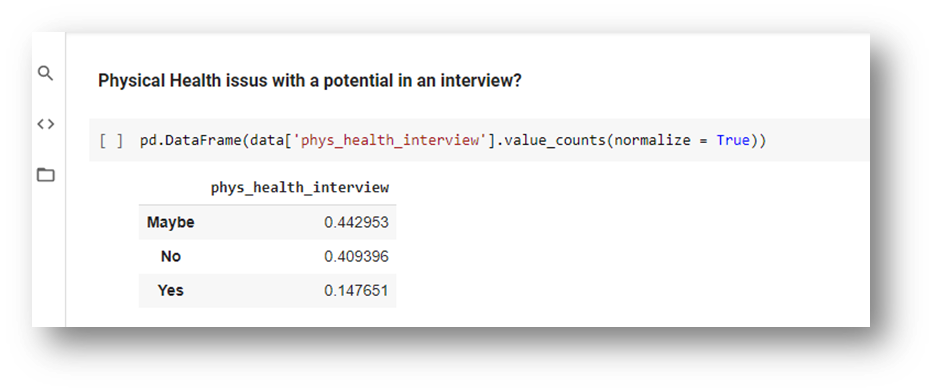 Physical Health issus with a potential in an interview?
[ ] pd.DataFrame(data['phys_health_interview'].value_counts(normalize = True))
phys_health_interview
Maybe 0.442953
No 0.409396
Yes 0.147651